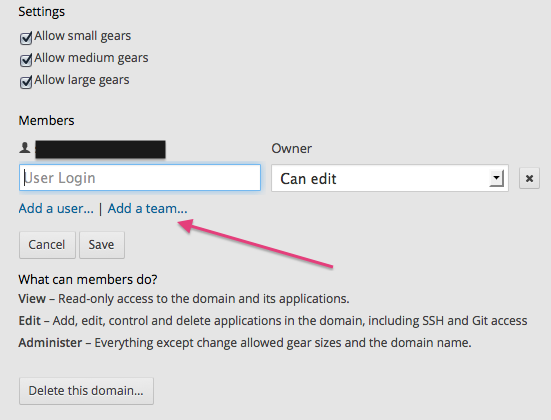 Settings
Allow small gears
Allow medium gears
Allow large gears
Members
Owner
User Login
Can edit
Add a user... | Add a team...
Cancel Save
What can members do?
View – Read-only access to the domain and its applications.
Edit – Add, edit, control and delete applications in the domain, including SSH and Git access
Administer – Everything except change allowed gear sizes and the domain name.
Delete this domain...